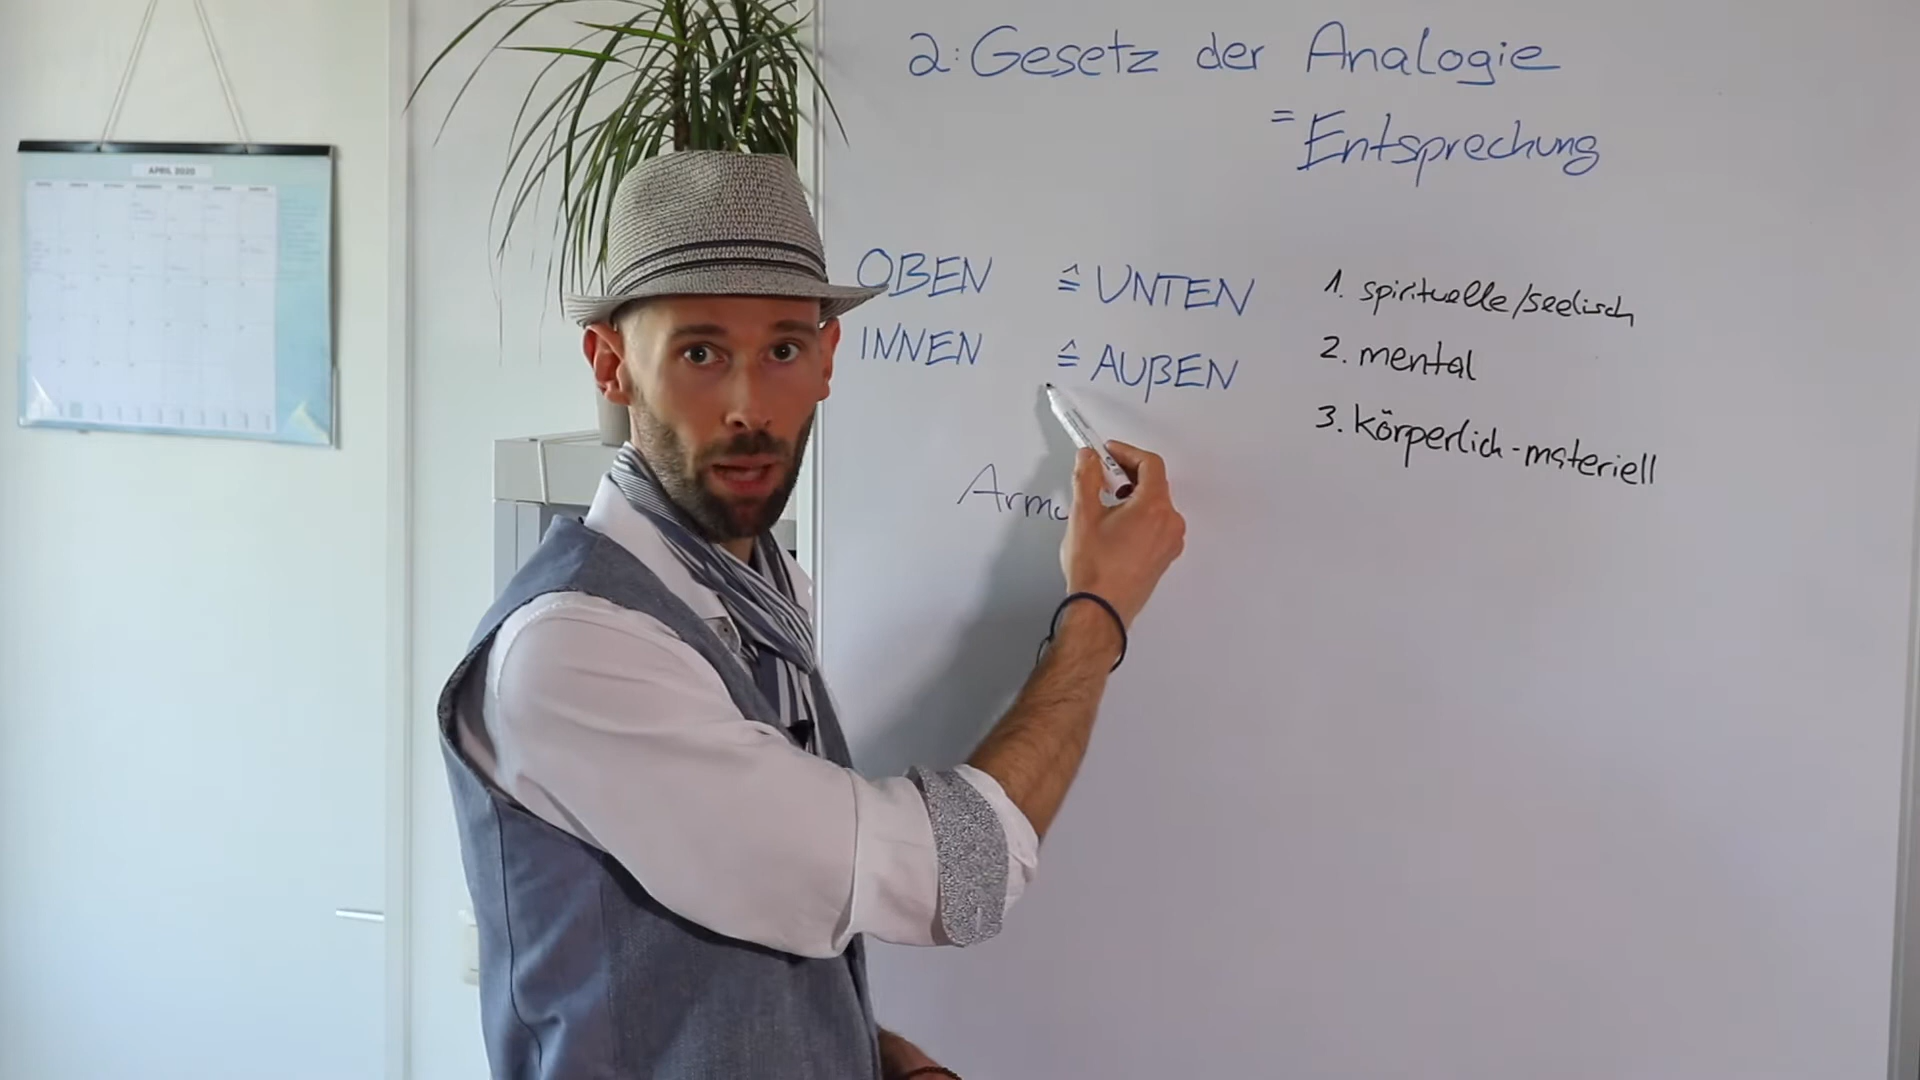 APRIL 2020
2: Gesetz der Analogie
= Entsprechung
OBEN ≙ UNTEN
INNEN ≙ AUßEN
1. spirituelle/seelisch
2. mental
3. körperlich-materiell